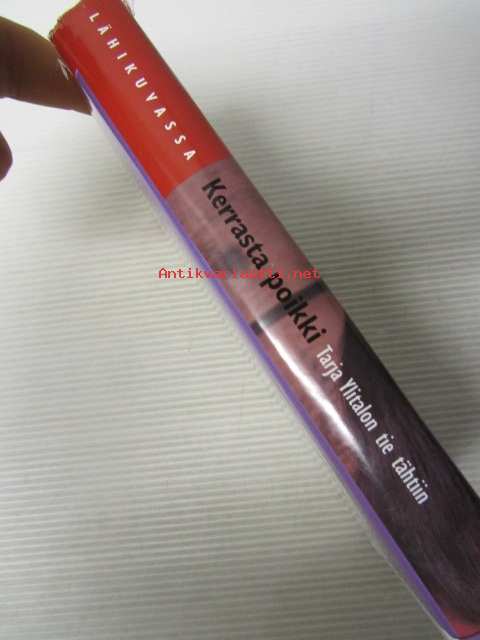 LÄHIKUVASSA
Kerrasta poikki
Tarja Ylitalon tie tähtiin
Antikvariaatti.net